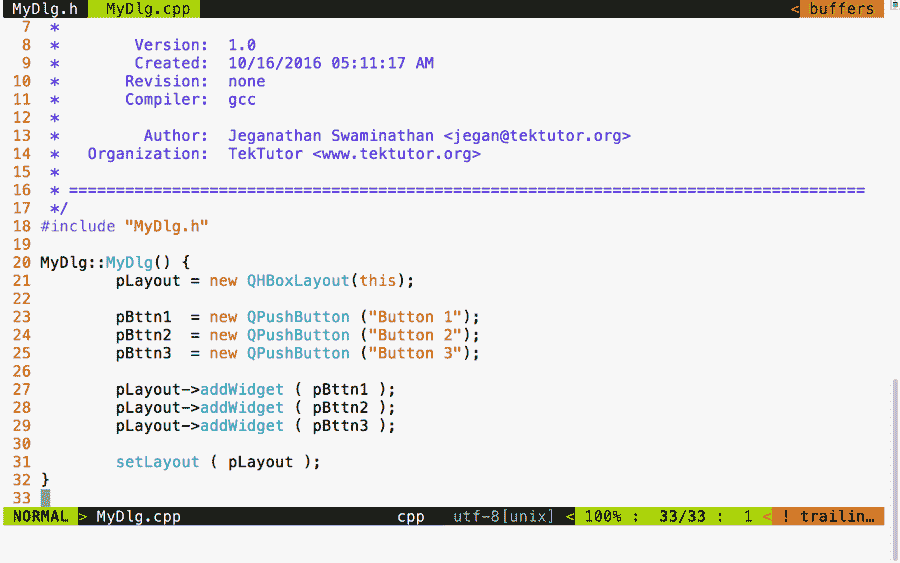 MyDlg.h MyDlg.cpp < buffers
7 *
8 * Version: 1.0
9 * Created: 10/16/2016 05:11:17 AM
10 * Revision: none
11 * Compiler: gcc
12 *
13 * Author: Jeganathan Swaminathan <jegan@tektutor.org>
14 * Organization: TekTutor <www.tektutor.org>
15 *
16 * =====================================================================================
17 */
18 #include "MyDlg.h"
19
20 MyDlg::MyDlg() {
21         pLayout = new QHBoxLayout(this);
22
23         pBttn1  = new QPushButton ("Button 1");
24         pBttn2  = new QPushButton ("Button 2");
25         pBttn3  = new QPushButton ("Button 3");
26
27         pLayout->addWidget ( pBttn1 );
28         pLayout->addWidget ( pBttn2 );
29         pLayout->addWidget ( pBttn3 );
30
31         setLayout ( pLayout );
32 }
33
NORMAL > MyDlg.cpp cpp utf-8[unix] < 100% : 33/33 : 1 < ! trailin…